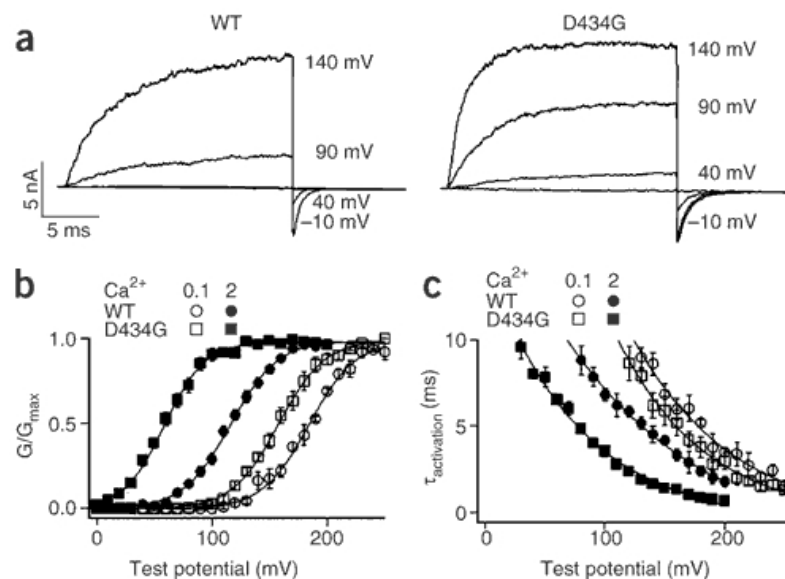 a
WT
D434G
140 mV
90 mV
40 mV
−10 mV
5 nA
5 ms
140 mV
90 mV
40 mV
−10 mV
b
Ca2+ 0.1 2
WT
D434G
G/Gmax
1.0
0.5
0.0
0 100 200
Test potential (mV)
c
Ca2+ 0.1 2
WT
D434G
τactivation (ms)
10
5
0
0 100 200
Test potential (mV)